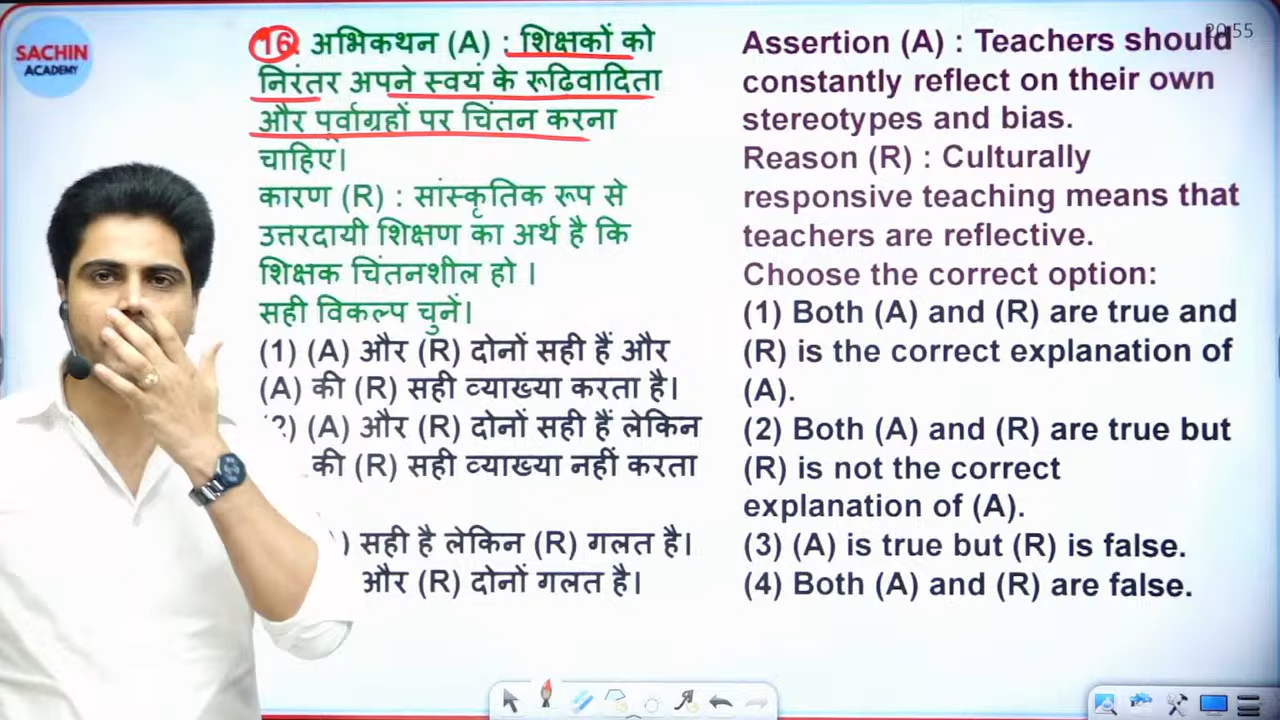 SACHIN
ACADEMY
20:55
16. अभिकथन (A) : शिक्षकों को
निरंतर अपने स्वयं के रूढिवादिता
और पूर्वाग्रहों पर चिंतन करना
चाहिए।
कारण (R) : सांस्कृतिक रूप से
उत्तरदायी शिक्षण का अर्थ है कि
शिक्षक चिंतनशील हो ।
सही विकल्प चुनें।
(1) (A) और (R) दोनों सही हैं और
(A) की (R) सही व्याख्या करता है।
2) (A) और (R) दोनों सही हैं लेकिन
की (R) सही व्याख्या नहीं करता
) सही है लेकिन (R) गलत है।
और (R) दोनों गलत है।
Assertion (A) : Teachers should
constantly reflect on their own
stereotypes and bias.
Reason (R) : Culturally
responsive teaching means that
teachers are reflective.
Choose the correct option:
(1) Both (A) and (R) are true and
(R) is the correct explanation of
(A).
(2) Both (A) and (R) are true but
(R) is not the correct
explanation of (A).
(3) (A) is true but (R) is false.
(4) Both (A) and (R) are false.